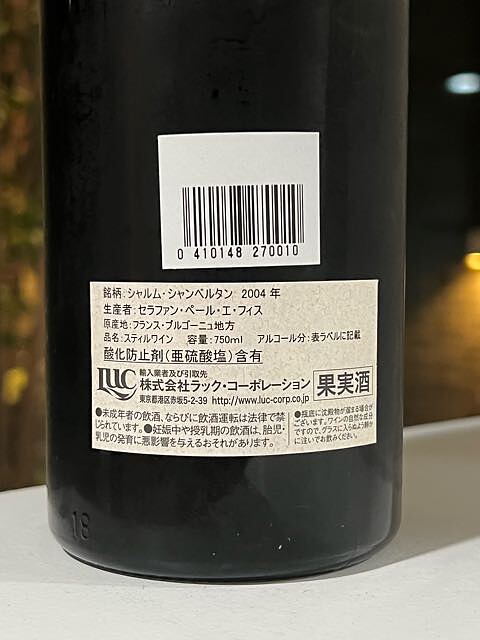 0 410148 270010
銘柄:シャルム・シャンベルタン 2004 年
生産者:セラファン・ペール・エ・フィス
原産地:フランス・ブルゴーニュ地方
品名:スティルワイン 容量:750ml アルコール分:表ラベルに記載
酸化防止剤(亜硫酸塩)含有
LUC 輸入業者及び引取先
株式会社ラック・コーポレーション
東京都港区赤坂5-2-39 http://www.luc-corp.co.jp
果実酒
●未成年者の飲酒、ならびに飲酒運転は法律で禁
じられています。●妊娠中や授乳期の飲酒は、胎児・
乳児の発育に悪影響を与えるおそれがあります。
●瓶底に沈殿物が溜まる場合が
ございます。ワインの自然な成分
ですので、グラスに入らぬよう静か
に注いでお飲みください。
18